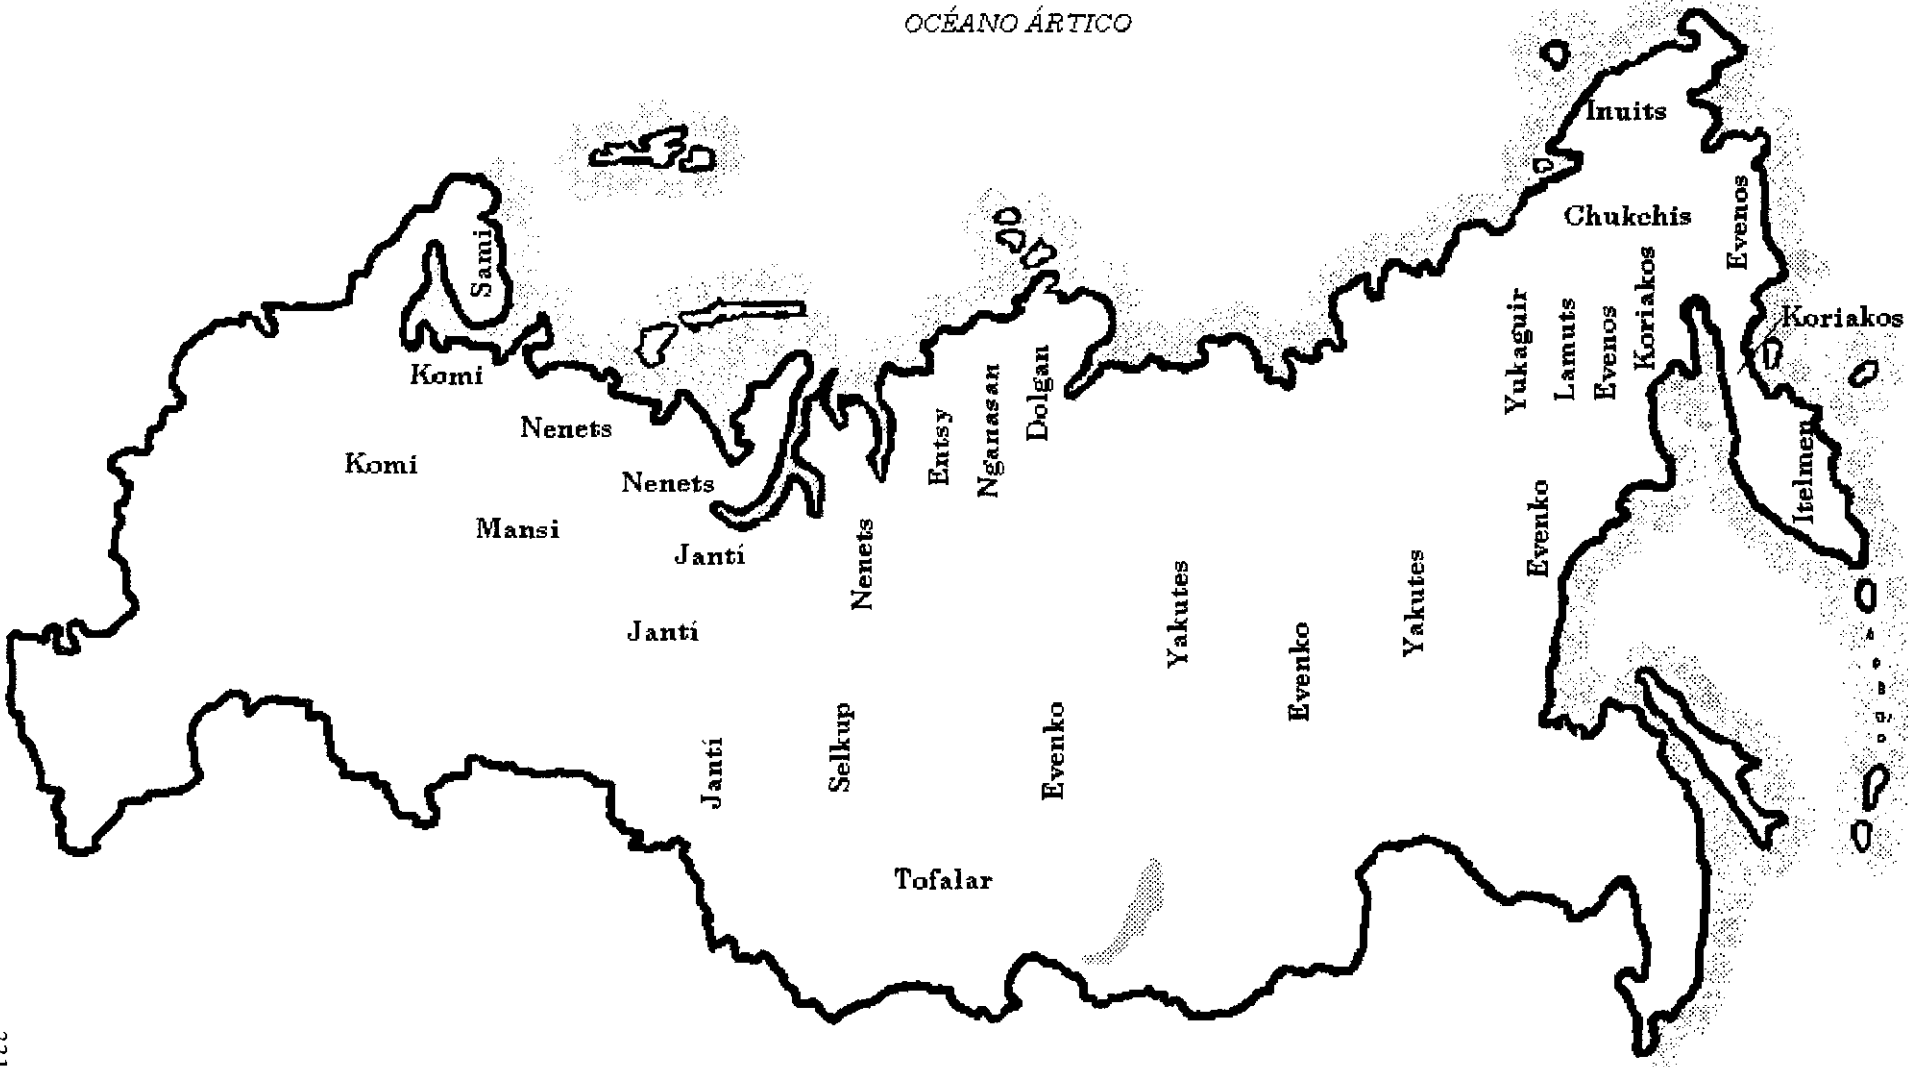 OCÉANO ÁRTICO
Inuits
Chukchis
Evenos
Sami
Koriakos
Koriakos
Yukaguir
Lamuts
Evenos
Komi
Dolgan
Nganasan
Entsy
Nenets
Komi
Nenets
Itelmen
Mansi
Evenko
Jantí
Nenets
Yakutes
Yakutes
Jantí
Evenko
Jantí
Selkup
Evenko
Tofalar
221